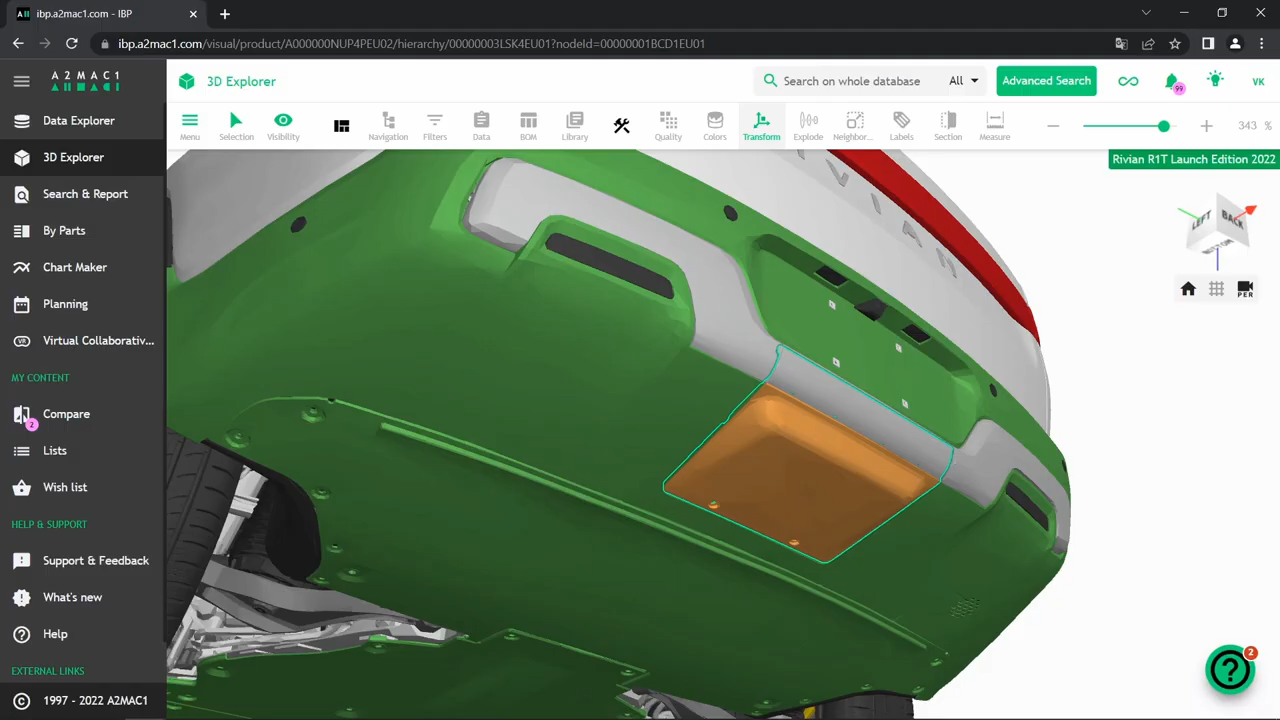 ibp.a2mac1.com - IBP
ibp.a2mac1.com/visual/product/A000000NUP4PEU02/hierarchy/00000003LSK4EU01?nodeId=00000001BCD1EU01
A2MAC1
3D Explorer
Search on whole database
All
Advanced Search
99
VK
Data Explorer
3D Explorer
Search & Report
By Parts
Chart Maker
Planning
VR
Virtual Collaborativ...
MY CONTENT
Compare
2
Lists
Wish list
HELP & SUPPORT
Support & Feedback
What's new
Help
EXTERNAL LINKS
1997 - 2022 A2MAC1
Menu
Selection
Visibility
Navigation
Filters
Data
BOM
Library
Quality
Colors
Transform
Explode
Neighbor...
Labels
Section
Measure
343 %
Rivian R1T Launch Edition 2022
LEFT
BACK
PER
V I A N
2